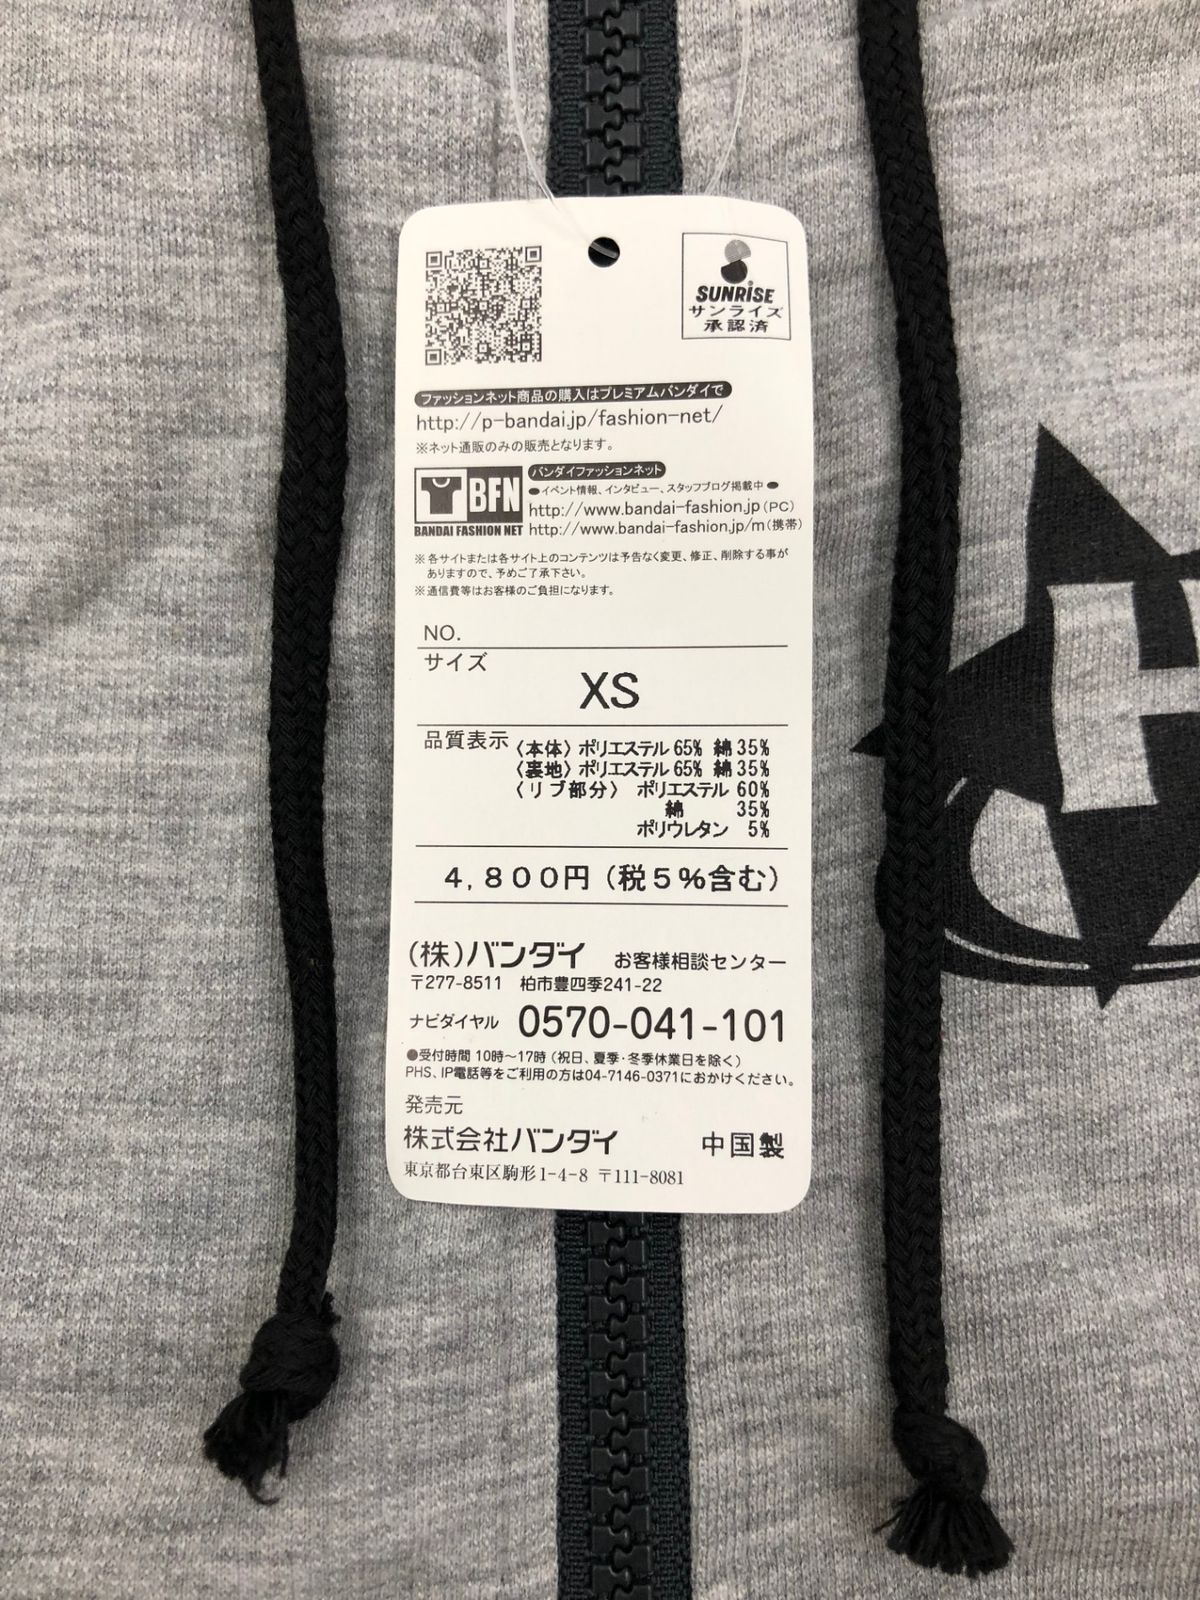 SUNRISE
サンライズ
承認済
ファッションネット商品の購入はプレミアムバンダイで
http://p-bandai.jp/fashion-net/
※ネット通販のみの販売となります。
BFN
BANDAI FASHION NET
バンダイファッションネット
●イベント情報、インタビュー、スタッフブログ掲載中●
http://www.bandai-fashion.jp(PC)
http://www.bandai-fashion.jp/m(携帯)
※各サイトまたは各サイト上のコンテンツは予告なく変更、修正、削除する事が
ありますので、予めご了承下さい。
※通信費等はお客様のご負担になります。
NO.
サイズ
XS
品質表示 〈本体〉 ポリエステル 65% 綿 35%
〈裏地〉 ポリエステル 65% 綿 35%
〈リブ部分〉 ポリエステル 60%
綿 35%
ポリウレタン 5%
4,800円(税5%含む)
(株)バンダイ お客様相談センター
〒277-8511 柏市豊四季241-22
ナビダイヤル 0570-041-101
●受付時間 10時〜17時(祝日、夏季・冬季休業日を除く)
PHS、IP電話等をご利用の方は04-7146-0371におかけください。
発売元
株式会社バンダイ 中国製
東京都台東区駒形1-4-8 〒111-8081
H